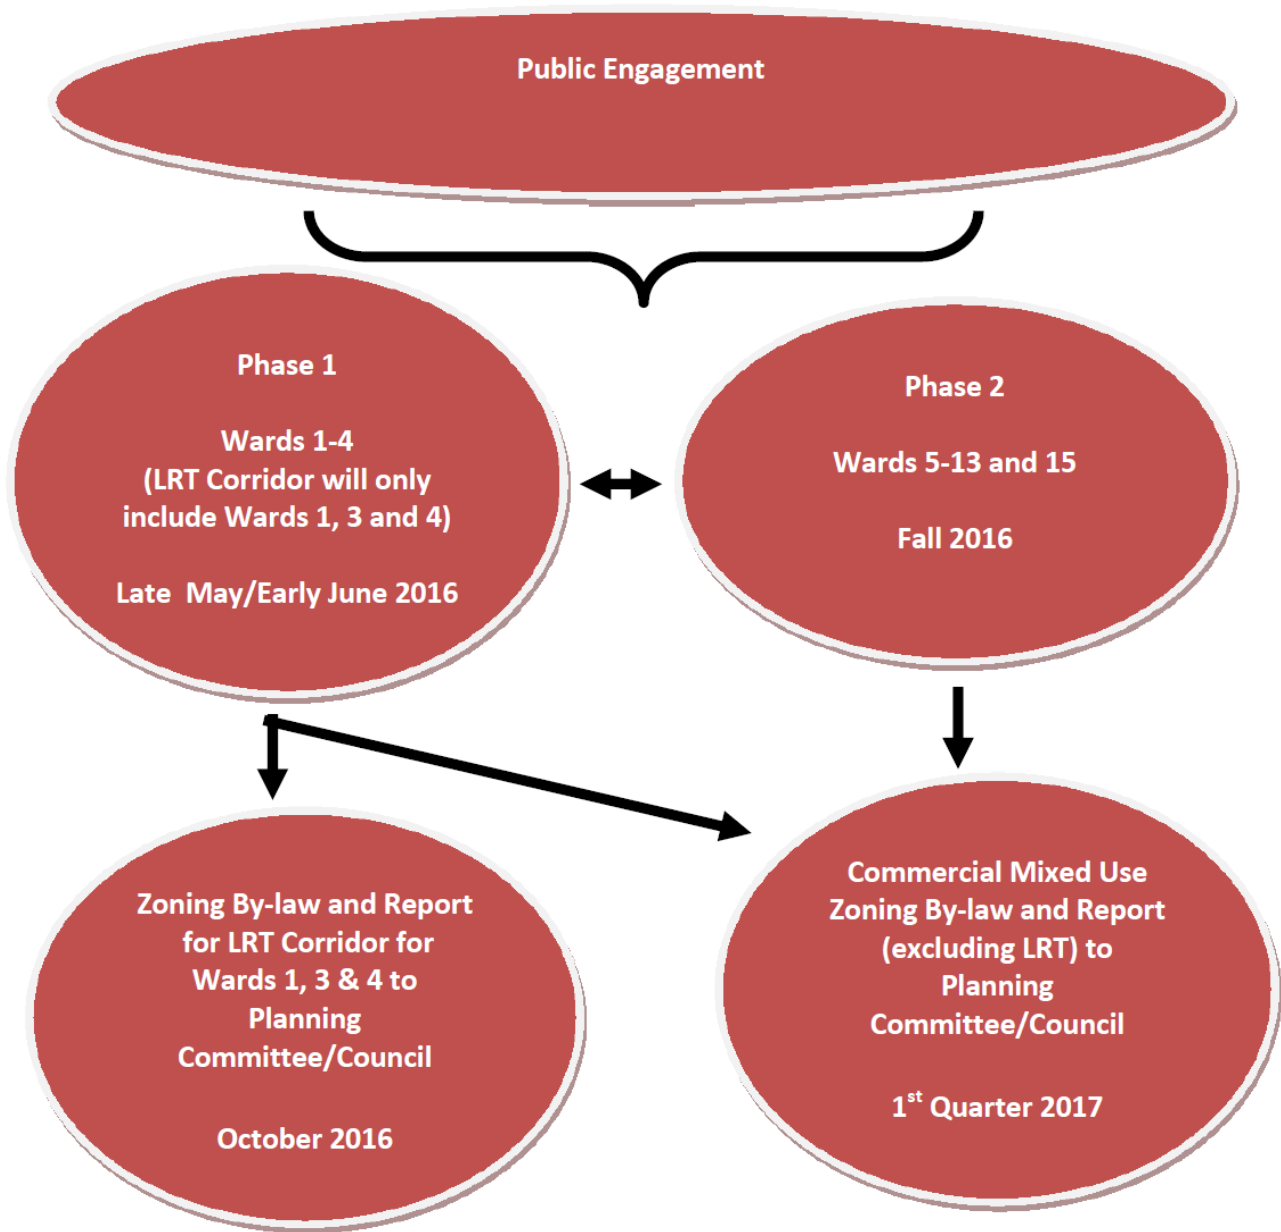 Public Engagement
Phase 1
Wards 1-4
(LRT Corridor will only
include Wards 1, 3 and 4)
Late  May/Early June 2016
Phase 2
Wards 5-13 and 15
Fall 2016
Zoning By-law and Report
for LRT Corridor for
Wards 1, 3 & 4 to
Planning
Committee/Council
October 2016
Commercial Mixed Use
Zoning By-law and Report
(excluding LRT) to
Planning
Committee/Council
1st Quarter 2017